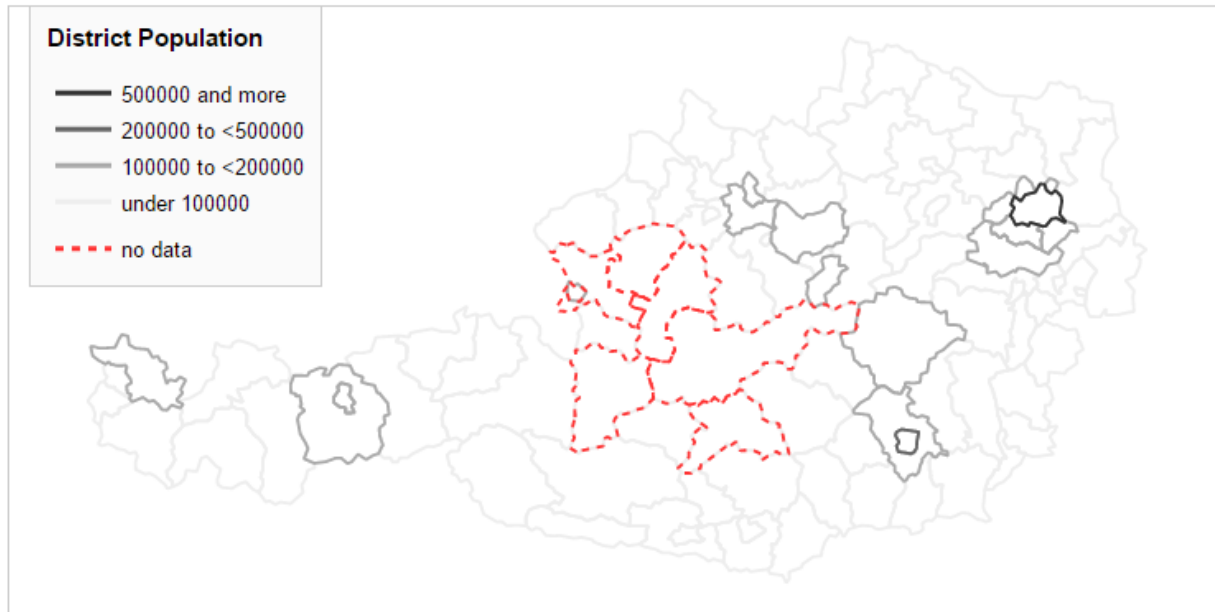 District Population
500000 and more
200000 to <500000
100000 to <200000
under 100000
no data